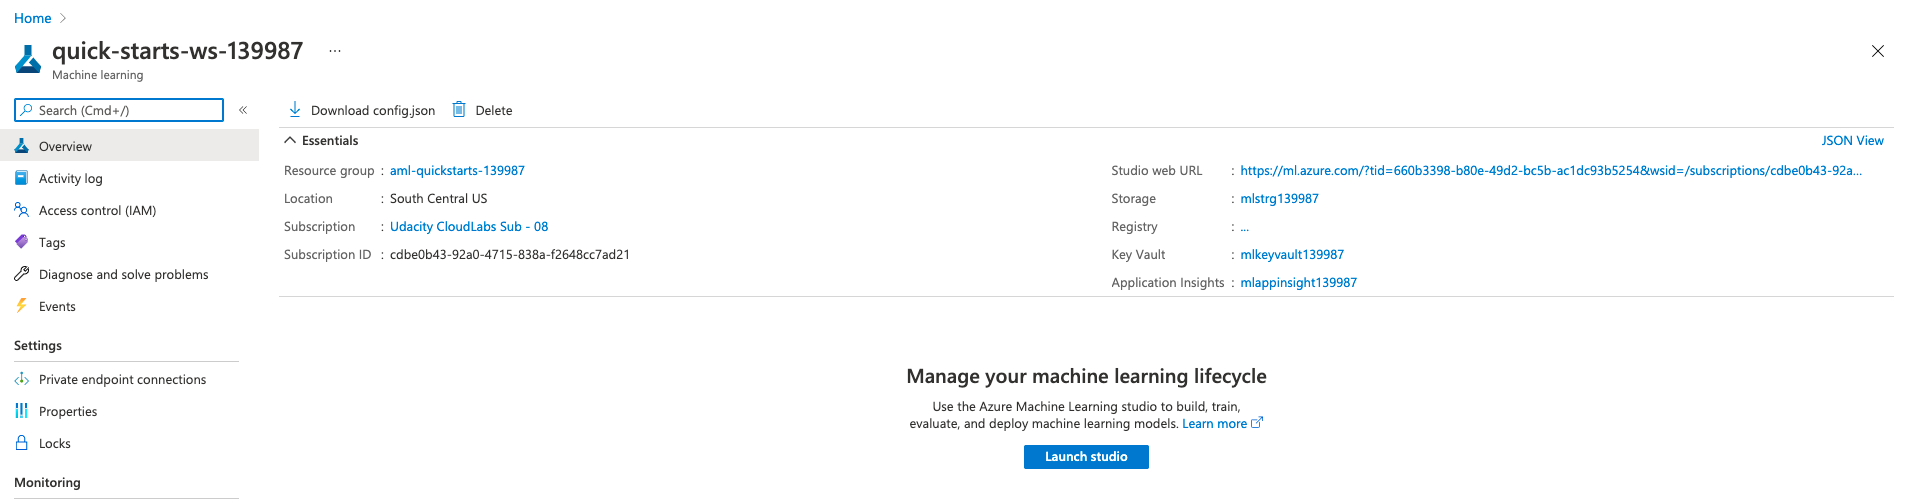 Home
quick-starts-ws-139987 ...
Machine learning
Search (Cmd+/)
«
Download config.json
Delete
Overview
Activity log
Access control (IAM)
Tags
Diagnose and solve problems
Events
Settings
Private endpoint connections
Properties
Locks
Monitoring
Essentials
JSON View
Resource group : aml-quickstarts-139987
Location : South Central US
Subscription : Udacity CloudLabs Sub - 08
Subscription ID : cdbe0b43-92a0-4715-838a-f2648cc7ad21
Studio web URL : https://ml.azure.com/?tid=660b3398-b80e-49d2-bc5b-ac1dc93b5254&wsid=/subscriptions/cdbe0b43-92a...
Storage : mlstrg139987
Registry : ...
Key Vault : mlkeyvault139987
Application Insights : mlappinsight139987
Manage your machine learning lifecycle
Use the Azure Machine Learning studio to build, train,
evaluate, and deploy machine learning models. Learn more
Launch studio